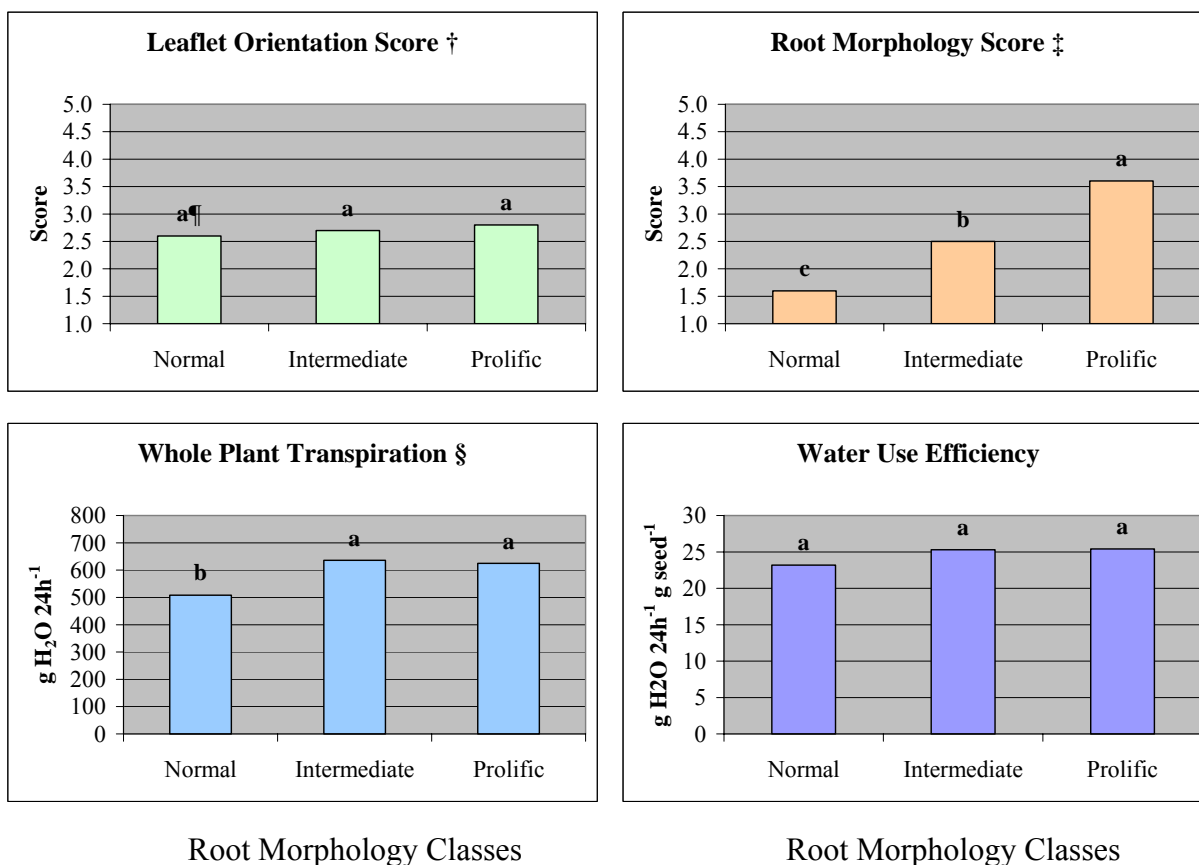 Leaflet Orientation Score †
Score
5.0
4.5
4.0
3.5
3.0
2.5
2.0
1.5
1.0
a¶
a
a
Normal Intermediate Prolific
Root Morphology Score ‡
Score
5.0
4.5
4.0
3.5
3.0
2.5
2.0
1.5
1.0
c
b
a
Normal Intermediate Prolific
Whole Plant Transpiration §
g H₂O 24h⁻¹
800
700
600
500
400
300
200
100
0
b
a
a
Normal Intermediate Prolific
Water Use Efficiency
g H2O 24h⁻¹ g seed⁻¹
30
25
20
15
10
5
0
a
a
a
Normal Intermediate Prolific
Root Morphology Classes
Root Morphology Classes